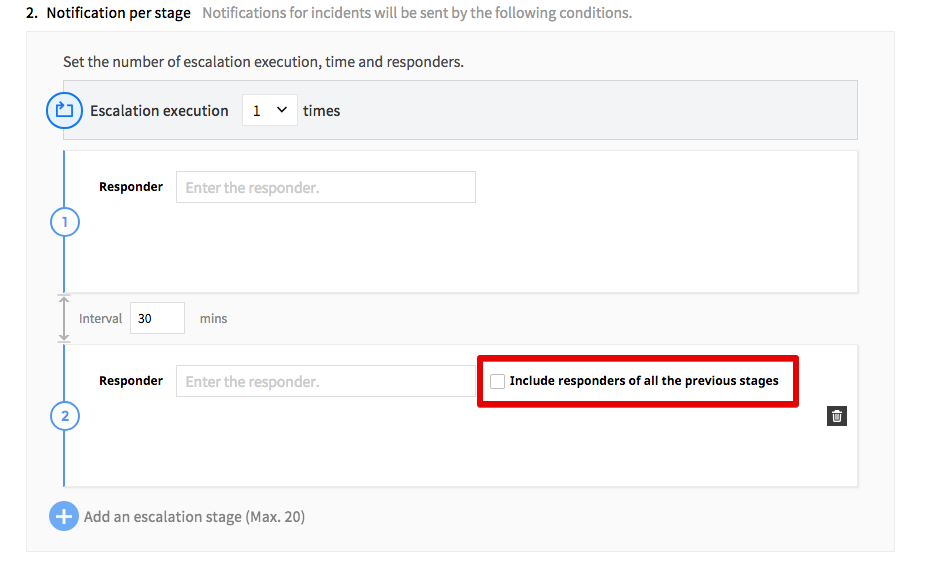 2. Notification per stage Notifications for incidents will be sent by the following conditions.
Set the number of escalation execution, time and responders.
Escalation execution 1 times
Responder Enter the responder.
1
Interval 30 mins
Responder Enter the responder. Include responders of all the previous stages
2
Add an escalation stage (Max. 20)